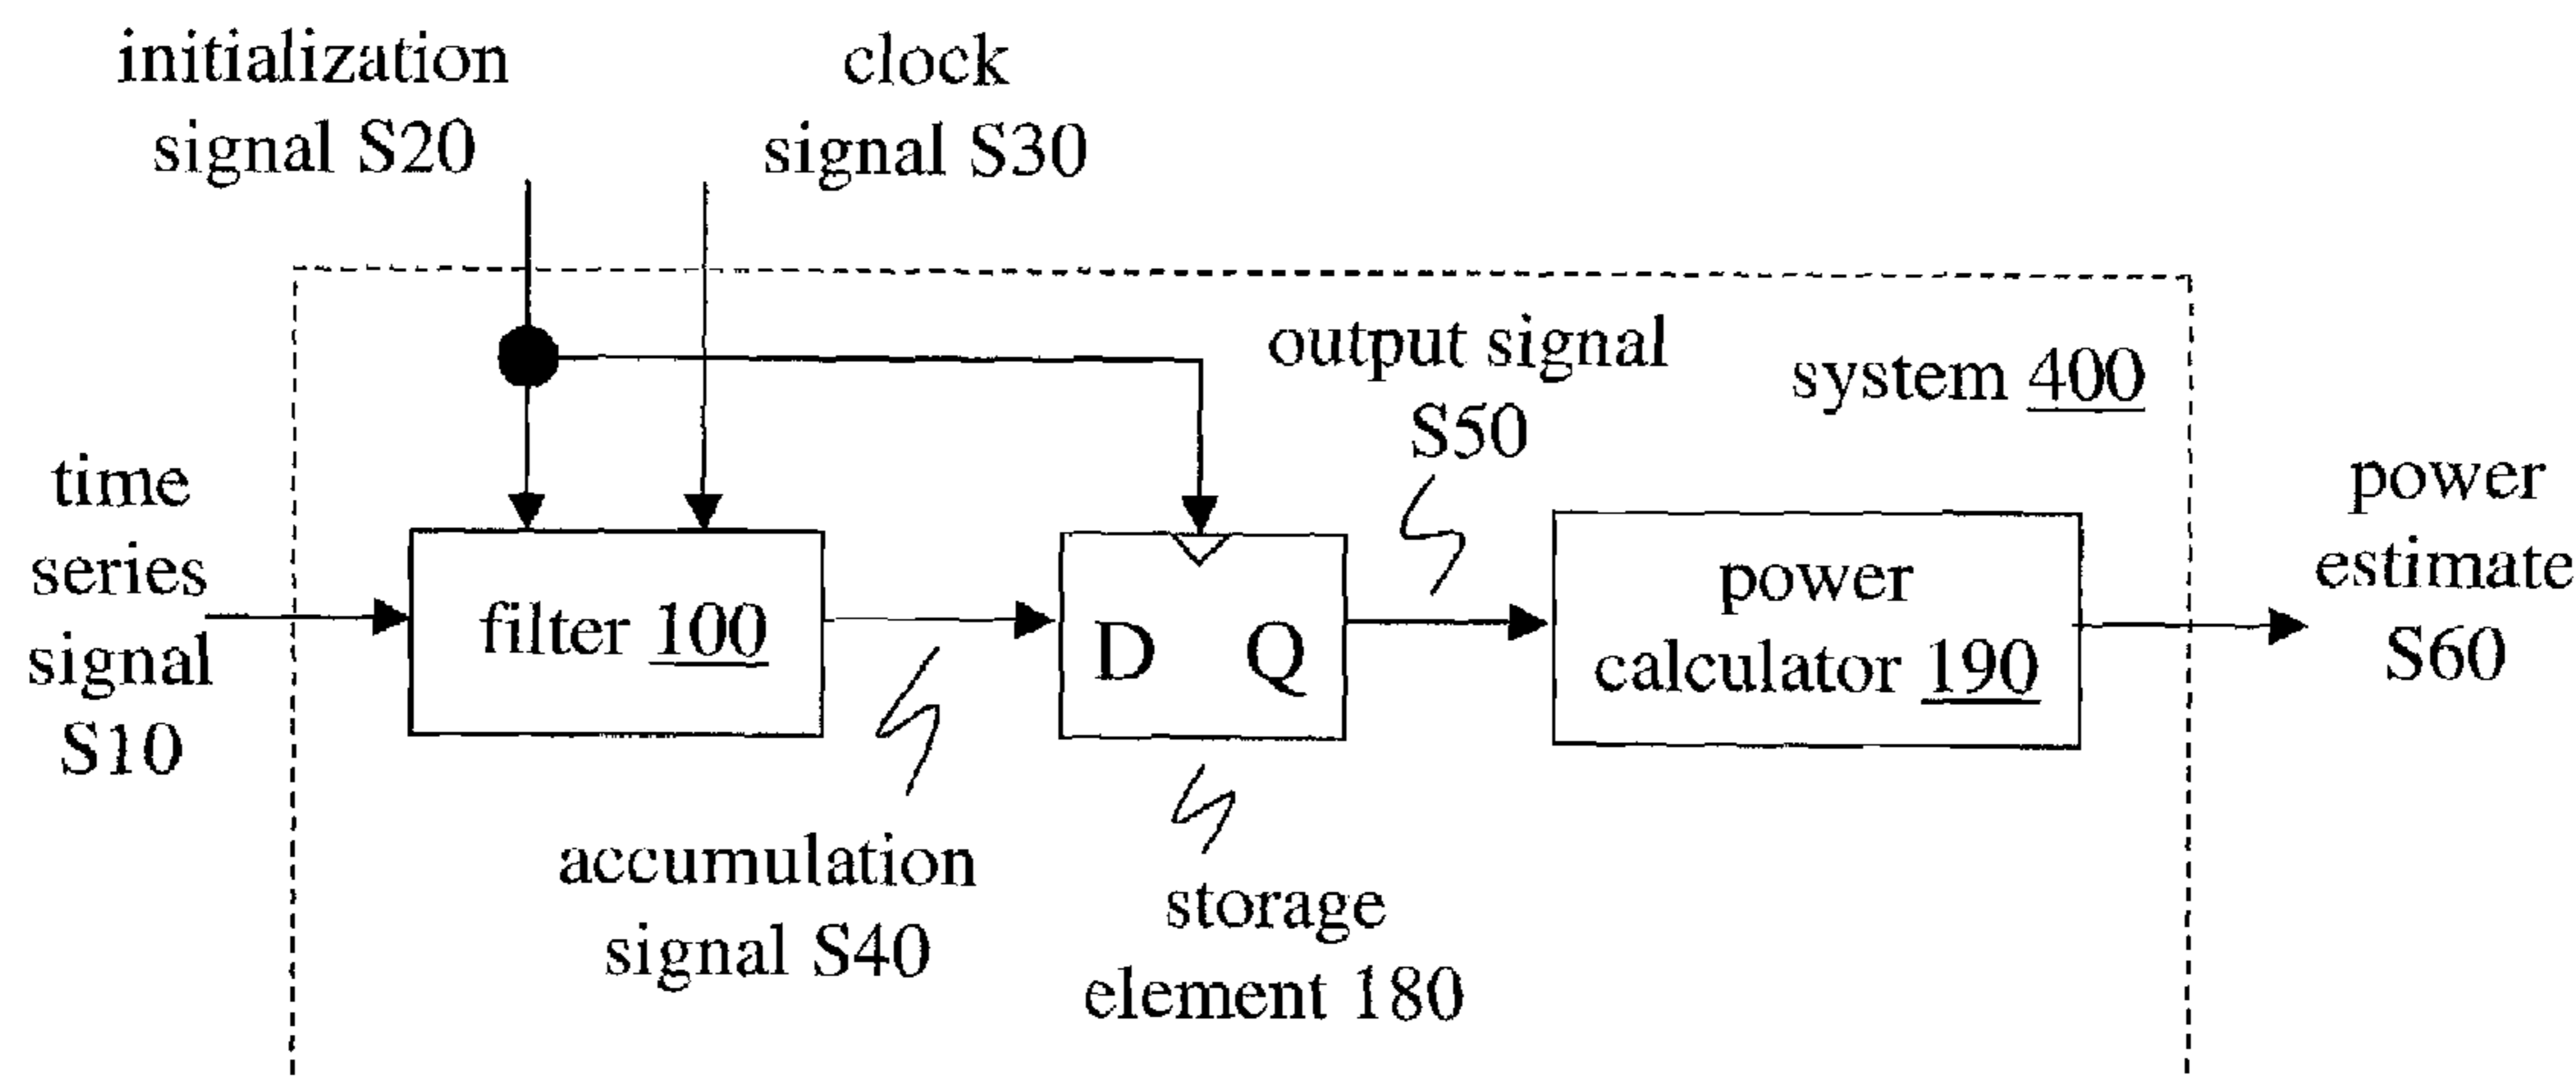 initialization
signal S20
clock
signal S30
output signal
S50
system 400
time
series
signal
S10
filter 100
D Q
power
calculator 190
power
estimate
S60
accumulation
signal S40
storage
element 180